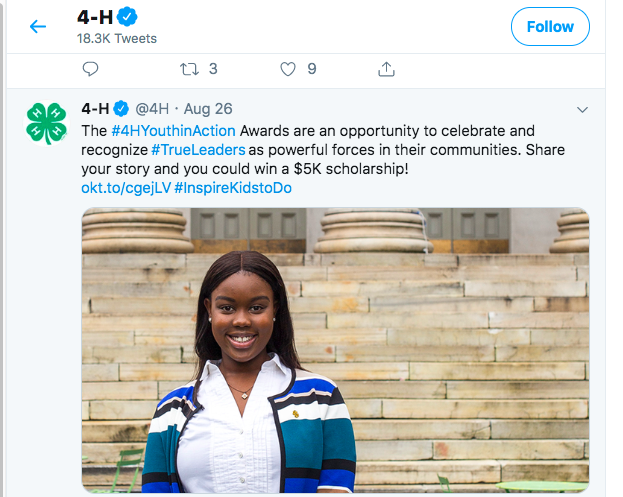 4-H
18.3K Tweets
Follow
3
9
4-H @4H · Aug 26
The #4HYouthinAction Awards are an opportunity to celebrate and
recognize #TrueLeaders as powerful forces in their communities. Share
your story and you could win a $5K scholarship!
okt.to/cgejLV #InspireKidstoDo
H H H H